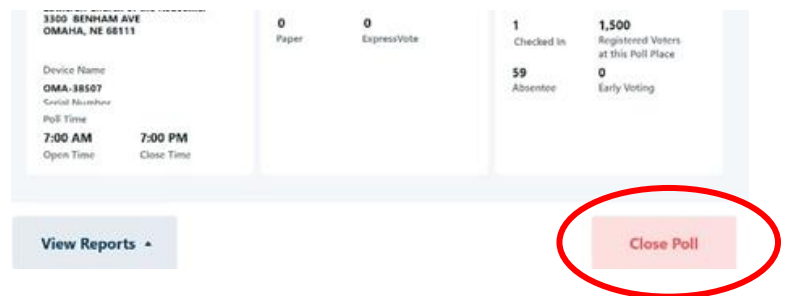 3300 BENHAM AVE
OMAHA, NE 68111
Device Name
OMA-38507
Serial Number
Poll Time
7:00 AM 7:00 PM
Open Time Close Time
0 0
Paper ExpressVote
1 1,500
Checked In Registered Voters
at this Poll Place
59 0
Absentee Early Voting
View Reports
Close Poll